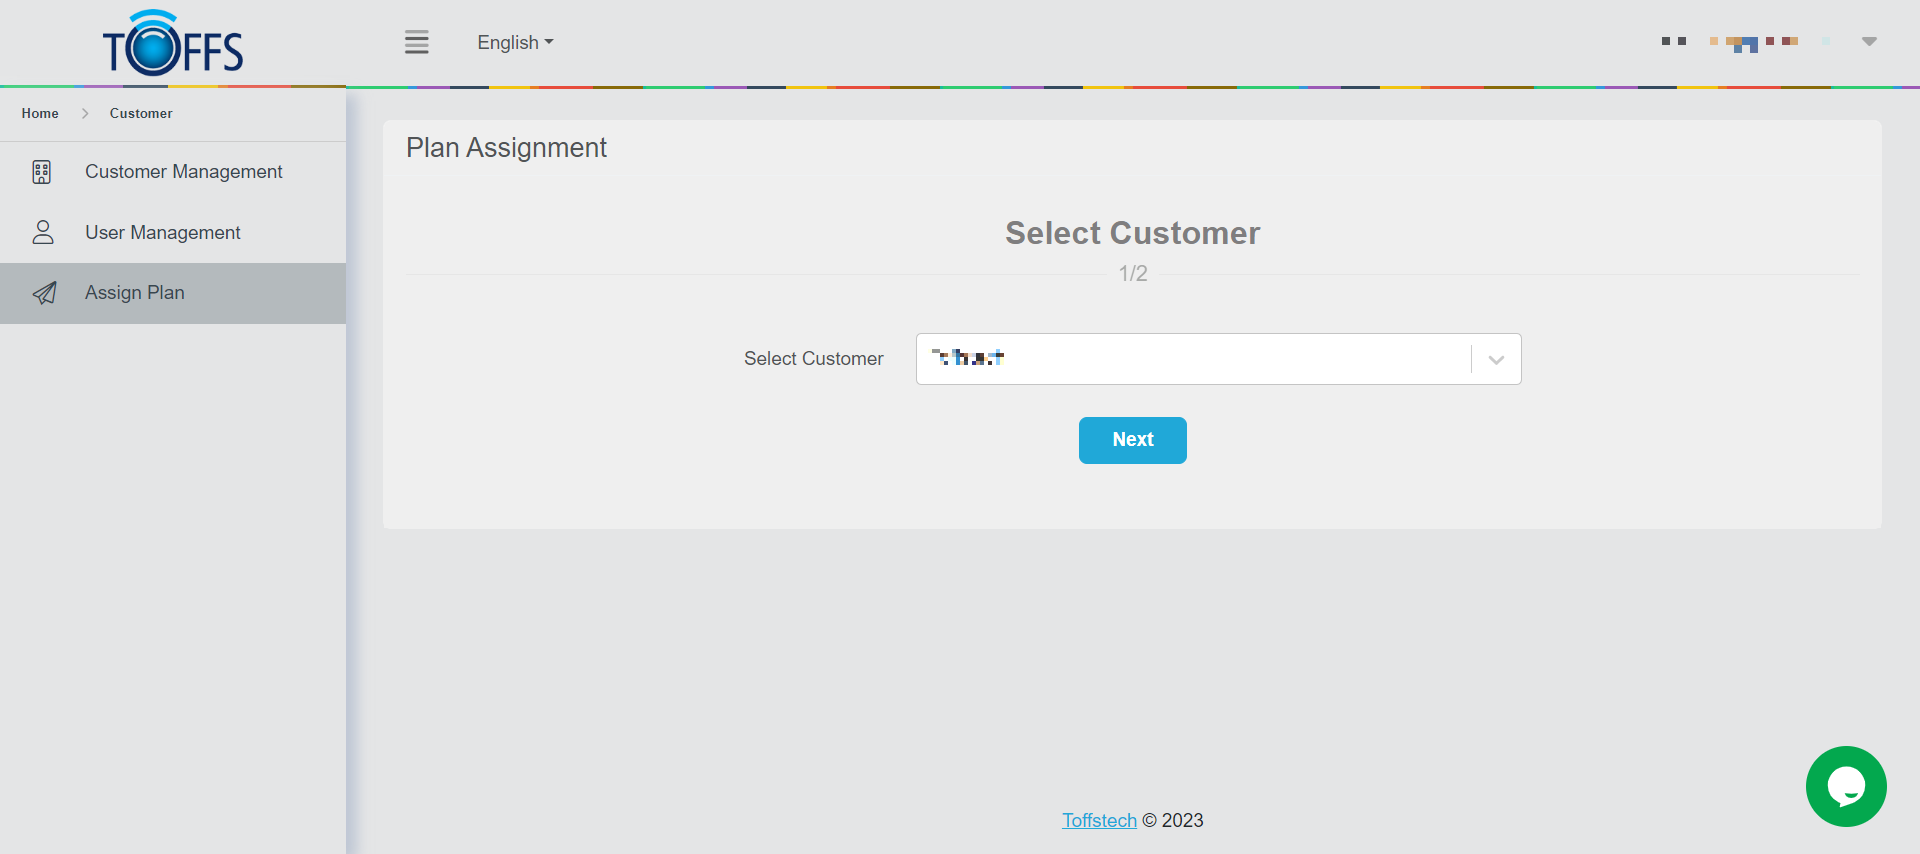 TOFFS
English
Home > Customer
Customer Management
User Management
Assign Plan
Plan Assignment
Select Customer
1/2
Select Customer
Next
Toffstech © 2023